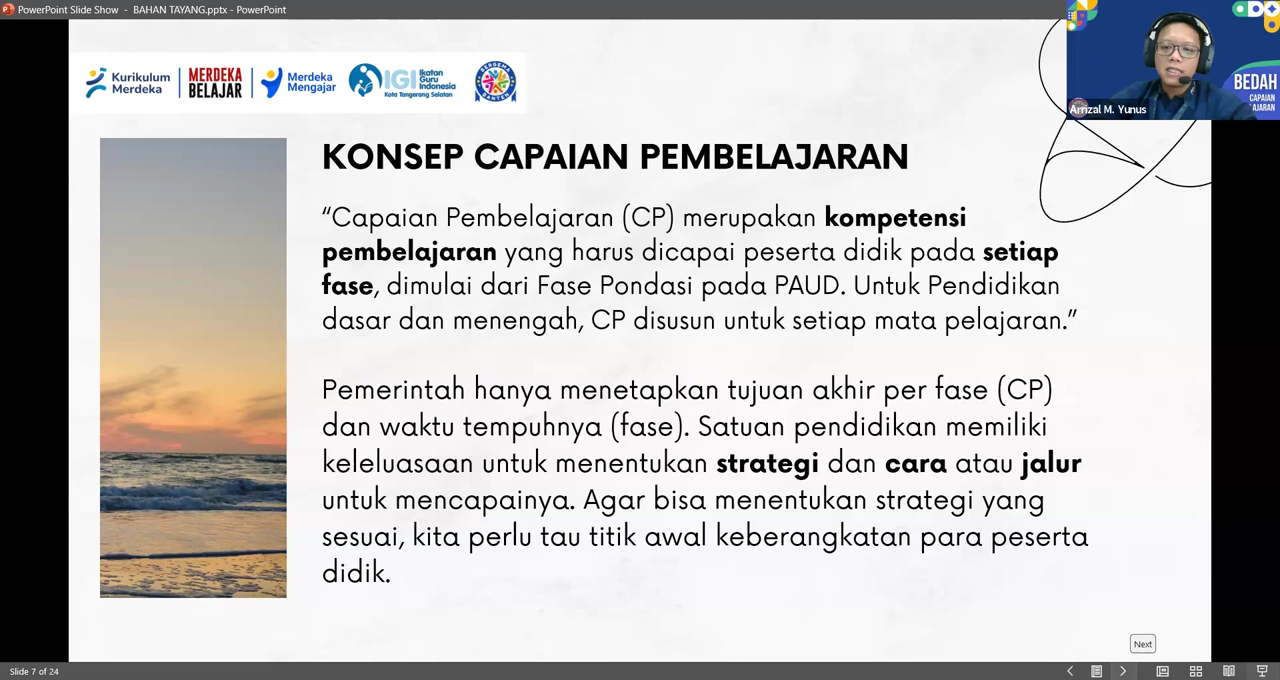 PowerPoint Slide Show - BAHAN TAYANG.pptx - PowerPoint
Kurikulum
Merdeka
MERDEKA
BELAJAR
Merdeka
Mengajar
IGI
Ikatan
Guru
Indonesia
Kota Tangerang Selatan
BERGEMA
BANTEN
BEDAH
CAPAIAN
AJARAN
Arrizal M. Yunus
KONSEP CAPAIAN PEMBELAJARAN
“Capaian Pembelajaran (CP) merupakan kompetensi
pembelajaran yang harus dicapai peserta didik pada setiap
fase, dimulai dari Fase Pondasi pada PAUD. Untuk Pendidikan
dasar dan menengah, CP disusun untuk setiap mata pelajaran.”
Pemerintah hanya menetapkan tujuan akhir per fase (CP)
dan waktu tempuhnya (fase). Satuan pendidikan memiliki
keleluasaan untuk menentukan strategi dan cara atau jalur
untuk mencapainya. Agar bisa menentukan strategi yang
sesuai, kita perlu tau titik awal keberangkatan para peserta
didik.
Next
Slide 7 of 24